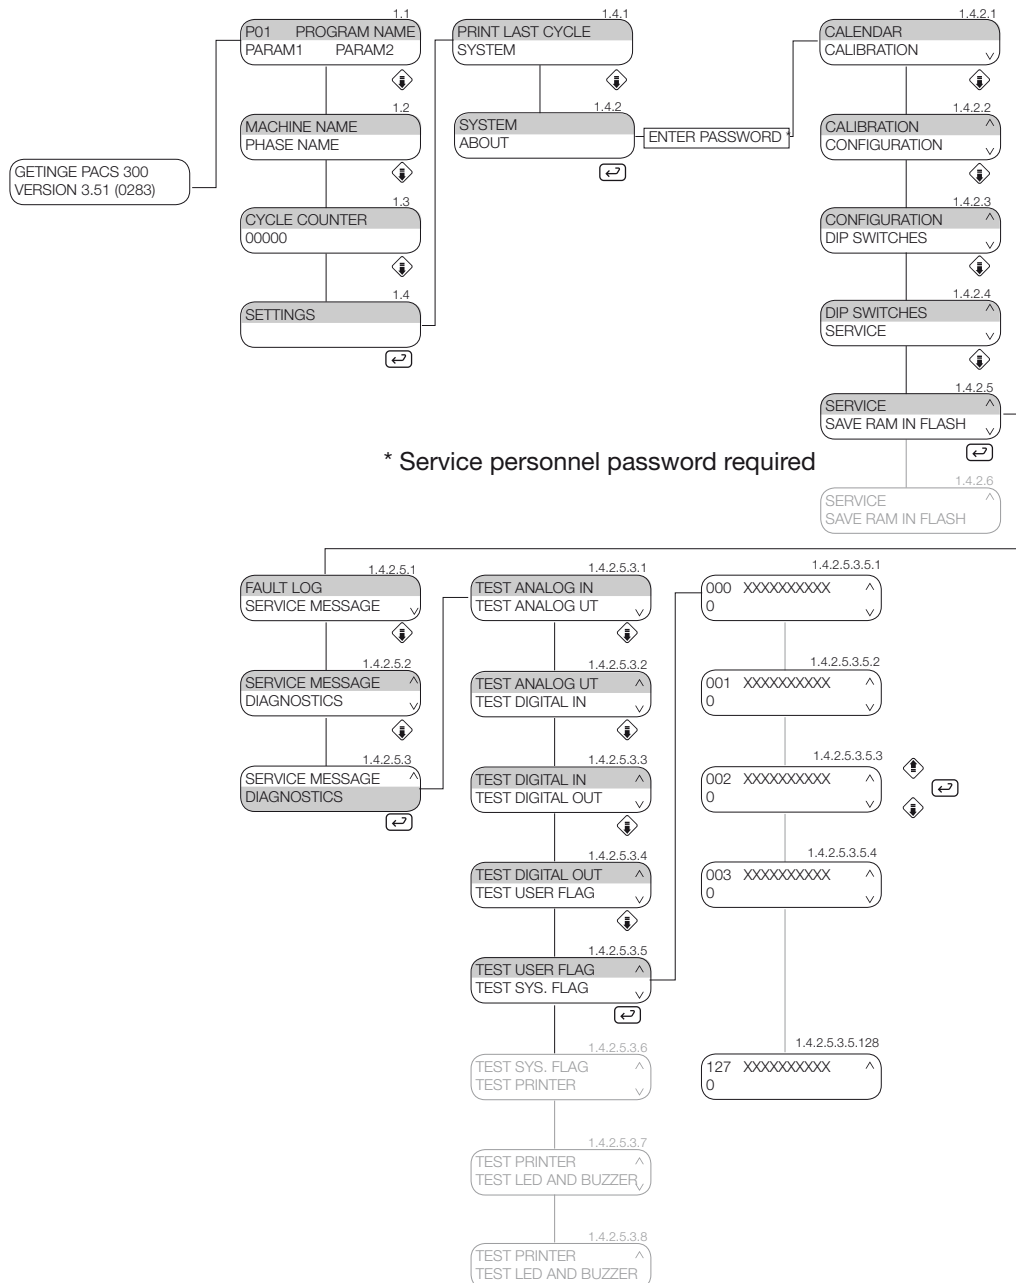 GETINGE PACS 300
VERSION 3.51 (0283)
1.1
P01 PROGRAM NAME
PARAM1 PARAM2
1.2
MACHINE NAME
PHASE NAME
1.3
CYCLE COUNTER
00000
1.4
SETTINGS
1.4.1
PRINT LAST CYCLE
SYSTEM
1.4.2
SYSTEM
ABOUT
ENTER PASSWORD *
1.4.2.1
CALENDAR
CALIBRATION
1.4.2.2
CALIBRATION
CONFIGURATION
1.4.2.3
CONFIGURATION
DIP SWITCHES
1.4.2.4
DIP SWITCHES
SERVICE
1.4.2.5
SERVICE
SAVE RAM IN FLASH
1.4.2.6
SERVICE
SAVE RAM IN FLASH
* Service personnel password required
1.4.2.5.1
FAULT LOG
SERVICE MESSAGE
1.4.2.5.2
SERVICE MESSAGE
DIAGNOSTICS
1.4.2.5.3
SERVICE MESSAGE
DIAGNOSTICS
1.4.2.5.3.1
TEST ANALOG IN
TEST ANALOG UT
1.4.2.5.3.2
TEST ANALOG UT
TEST DIGITAL IN
1.4.2.5.3.3
TEST DIGITAL IN
TEST DIGITAL OUT
1.4.2.5.3.4
TEST DIGITAL OUT
TEST USER FLAG
1.4.2.5.3.5
TEST USER FLAG
TEST SYS. FLAG
1.4.2.5.3.6
TEST SYS. FLAG
TEST PRINTER
1.4.2.5.3.7
TEST PRINTER
TEST LED AND BUZZER
1.4.2.5.3.8
TEST PRINTER
TEST LED AND BUZZER
1.4.2.5.3.5.1
000 XXXXXXXXXX
0
1.4.2.5.3.5.2
001 XXXXXXXXXX
0
1.4.2.5.3.5.3
002 XXXXXXXXXX
0
1.4.2.5.3.5.4
003 XXXXXXXXXX
0
1.4.2.5.3.5.128
127 XXXXXXXXXX
0